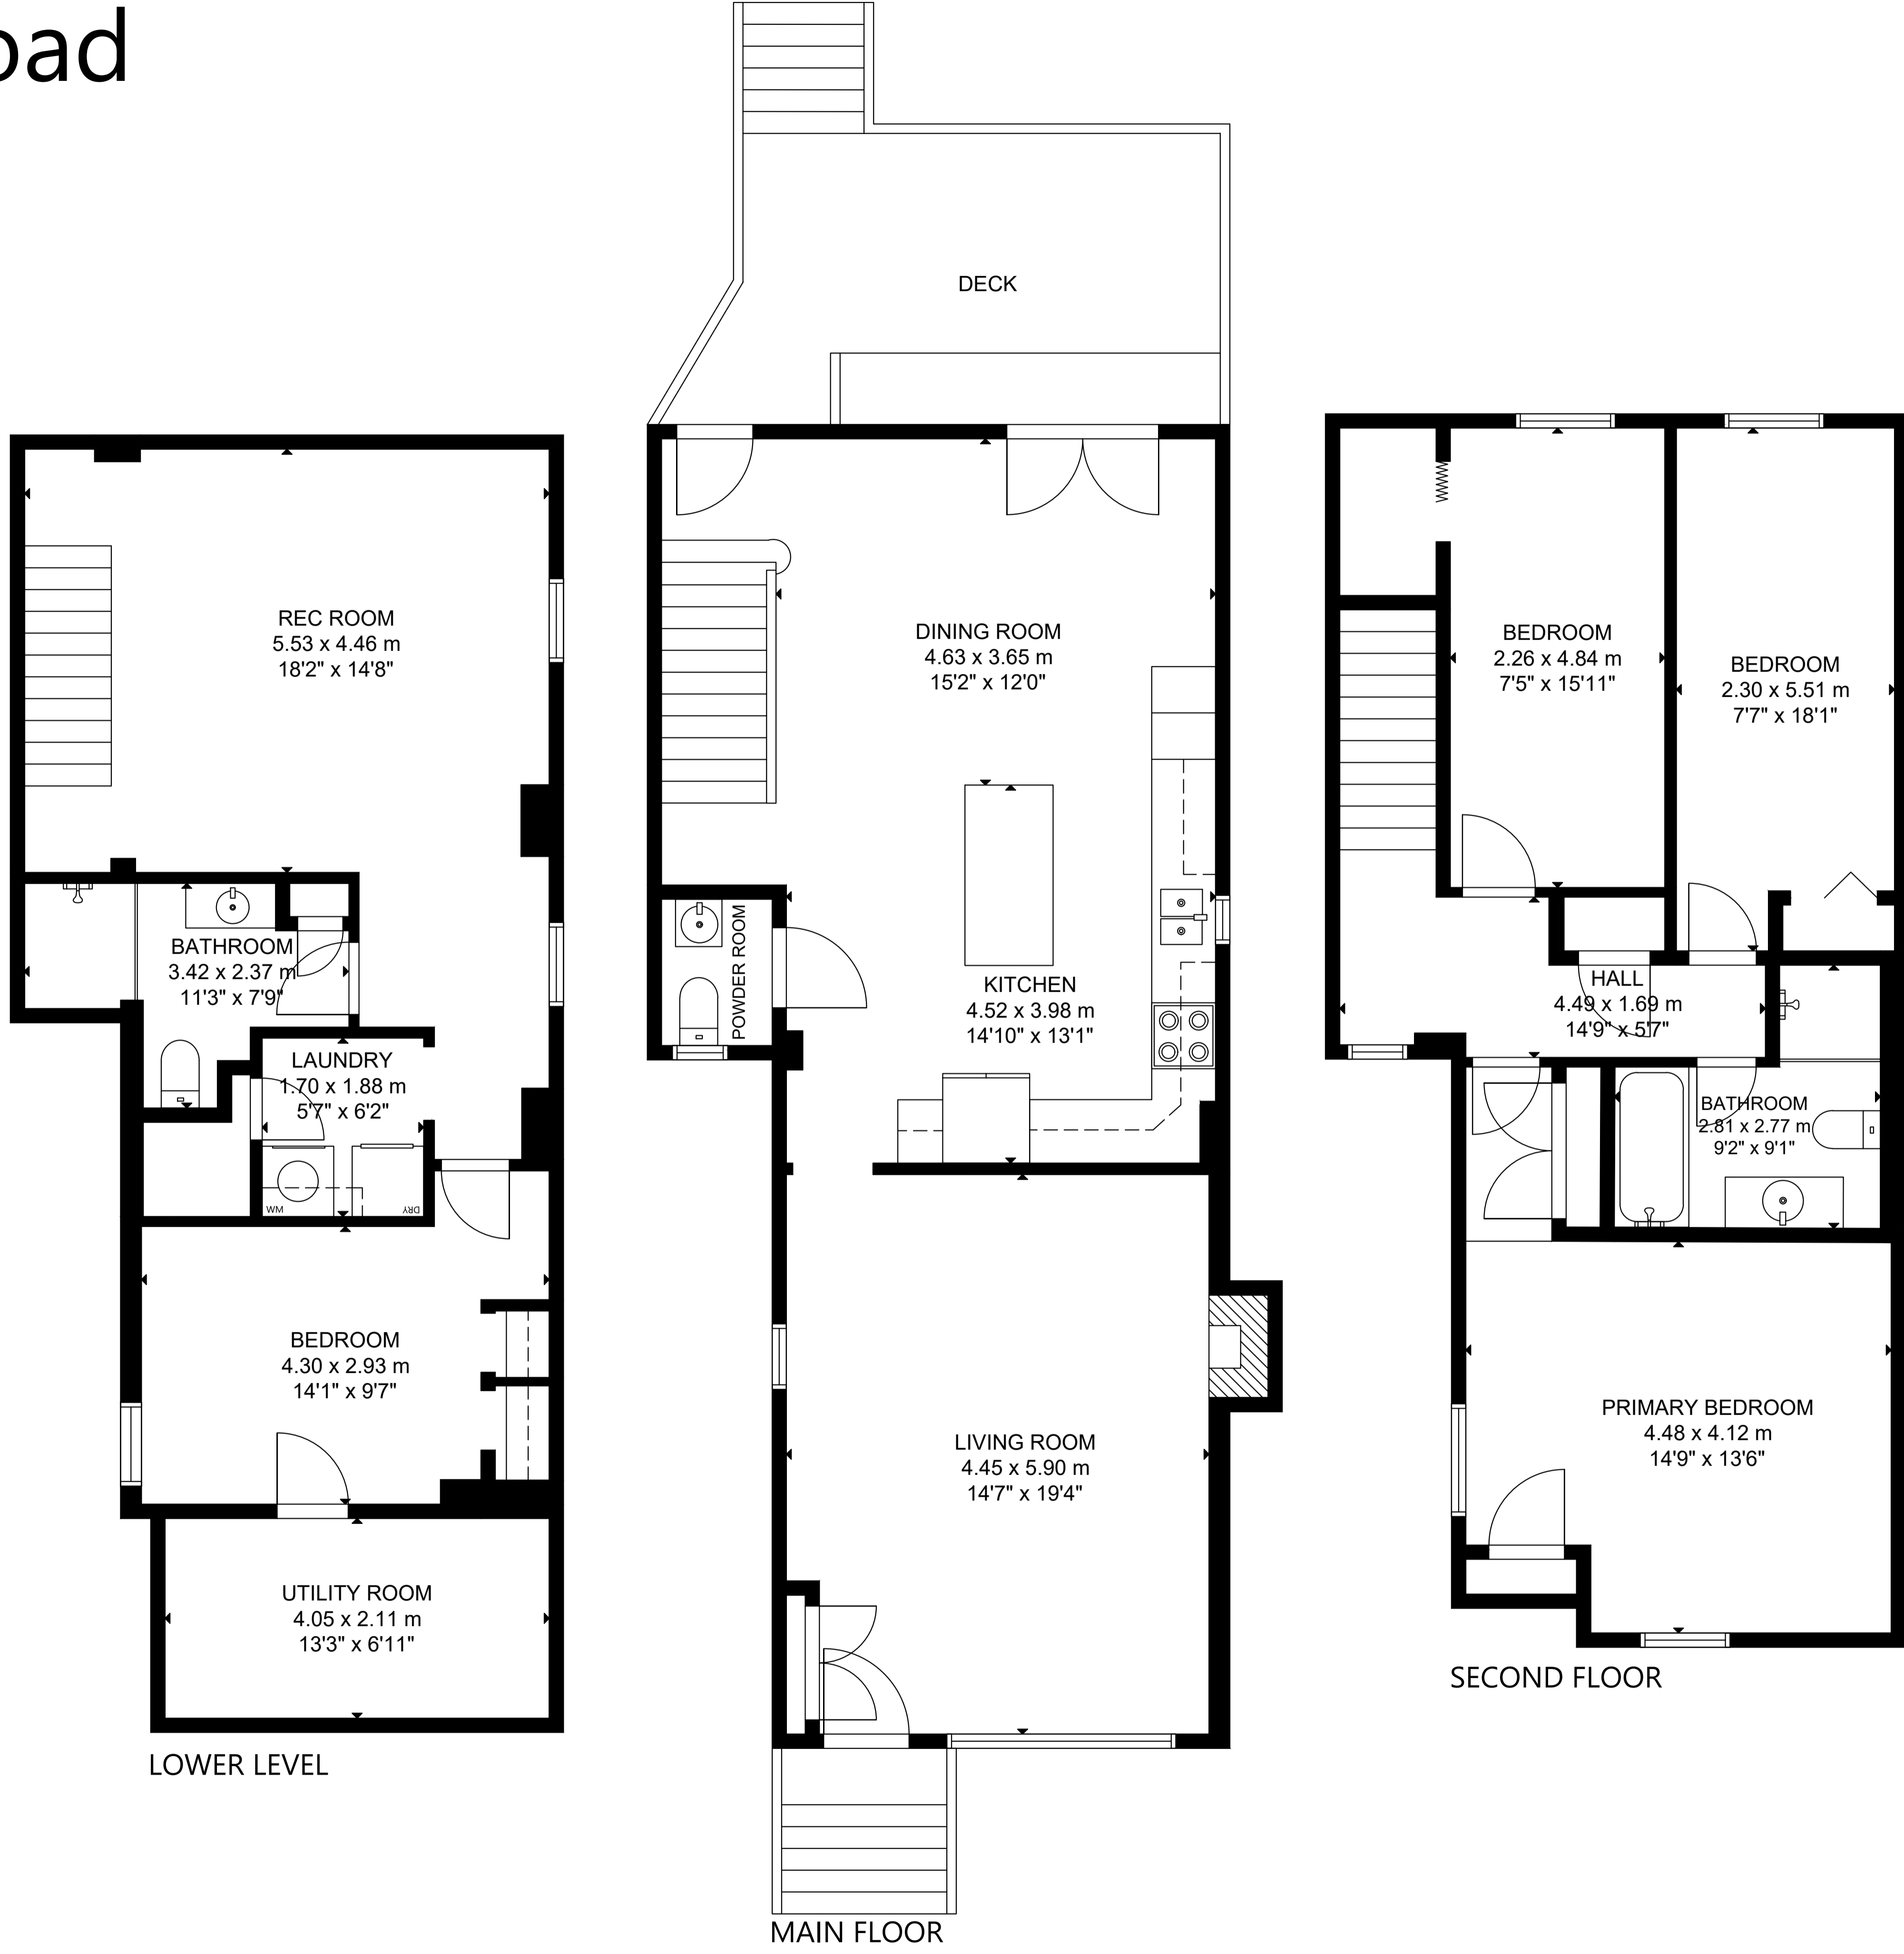 DECK
REC ROOM
5.53 x 4.46 m
18'2" x 14'8"
BATHROOM
3.42 x 2.37 m
11'3" x 7'9"
LAUNDRY
1.70 x 1.88 m
5'7" x 6'2"
WM
DRY
BEDROOM
4.30 x 2.93 m
14'1" x 9'7"
UTILITY ROOM
4.05 x 2.11 m
13'3" x 6'11"
LOWER LEVEL
DINING ROOM
4.63 x 3.65 m
15'2" x 12'0"
POWDER ROOM
KITCHEN
4.52 x 3.98 m
14'10" x 13'1"
LIVING ROOM
4.45 x 5.90 m
14'7" x 19'4"
MAIN FLOOR
BEDROOM
2.26 x 4.84 m
7'5" x 15'11"
BEDROOM
2.30 x 5.51 m
7'7" x 18'1"
HALL
4.49 x 1.69 m
14'9" x 5'7"
BATHROOM
2.81 x 2.77 m
9'2" x 9'1"
PRIMARY BEDROOM
4.48 x 4.12 m
14'9" x 13'6"
SECOND FLOOR